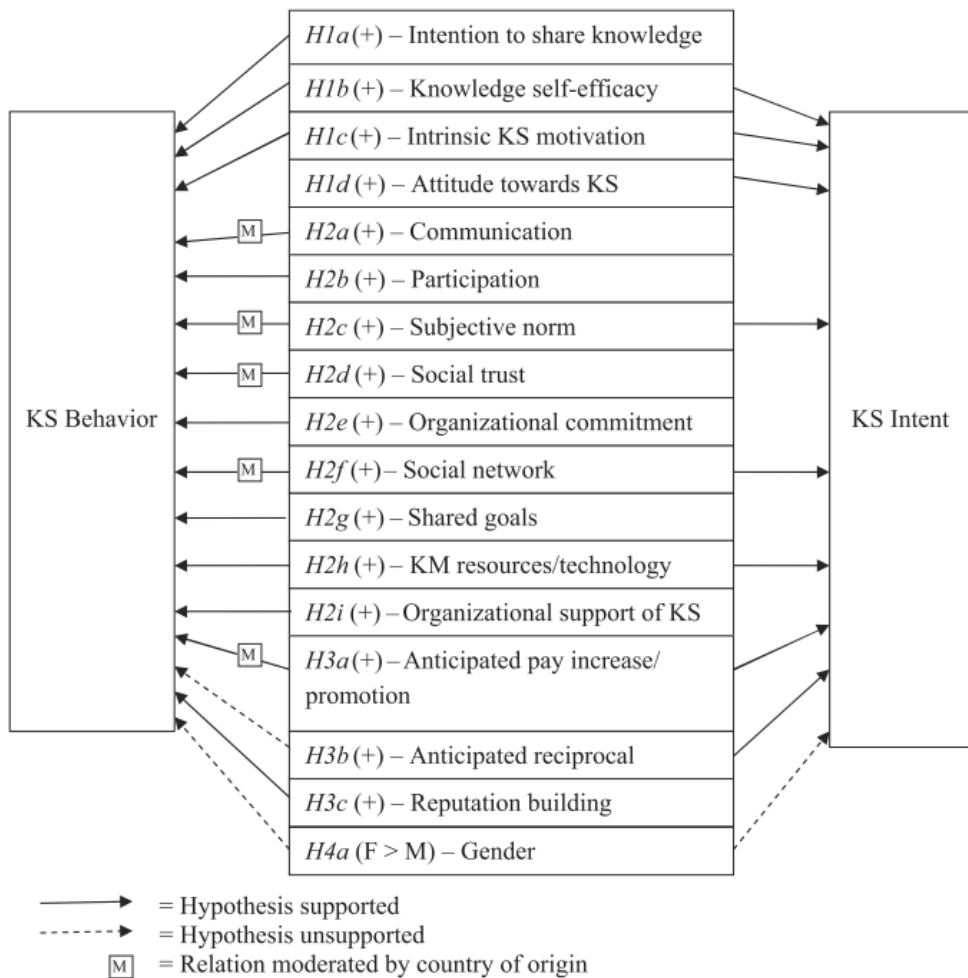 H1a (+) – Intention to share knowledge
H1b (+) – Knowledge self-efficacy
H1c (+) – Intrinsic KS motivation
H1d (+) – Attitude towards KS
M
H2a (+) – Communication
H2b (+) – Participation
M
H2c (+) – Subjective norm
M
H2d (+) – Social trust
KS Behavior
H2e (+) – Organizational commitment
KS Intent
M
H2f (+) – Social network
H2g (+) – Shared goals
H2h (+) – KM resources/technology
H2i (+) –Organizational support of KS
M
H3a (+) –Anticipated pay increase/
promotion
H3b (+) – Anticipated reciprocal
H3c (+) – Reputation building
H4a (F > M) – Gender
= Hypothesis supported
= Hypothesis unsupported
M = Relation moderated by country of origin